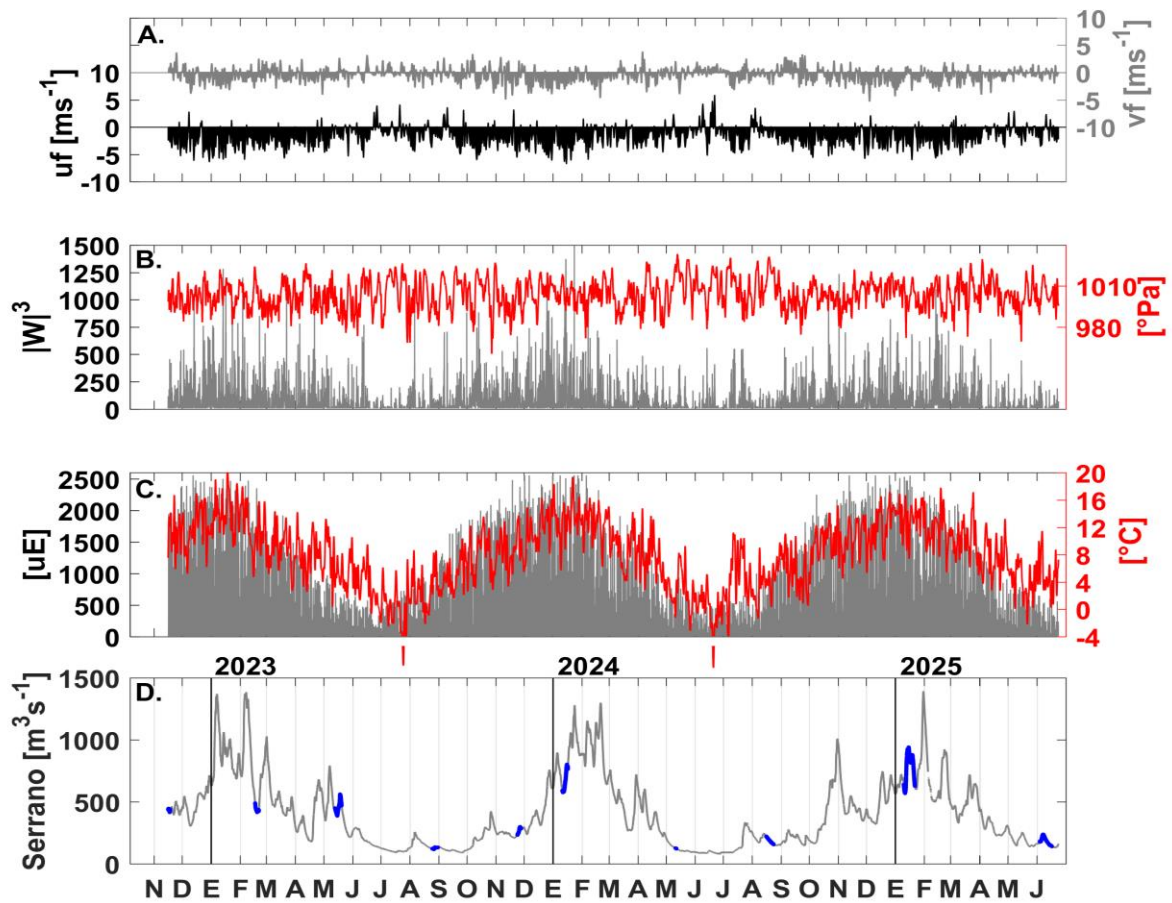 A.
10
5
0
-5
-10
vf [ms⁻¹]
10
5
0
-5
-10
uf [ms⁻¹]
B.
1500
1250
1000
750
500
250
0
|W|³
1010
980
[°Pa]
C.
2500
2000
1500
1000
500
0
[uE]
20
16
12
8
4
0
-4
[°C]
2023 2024 2025
D.
1500
1000
500
0
Serrano [m³s⁻¹]
N D E F M A M J J A S O N D E F M A M J J A S O N D E F M A M J